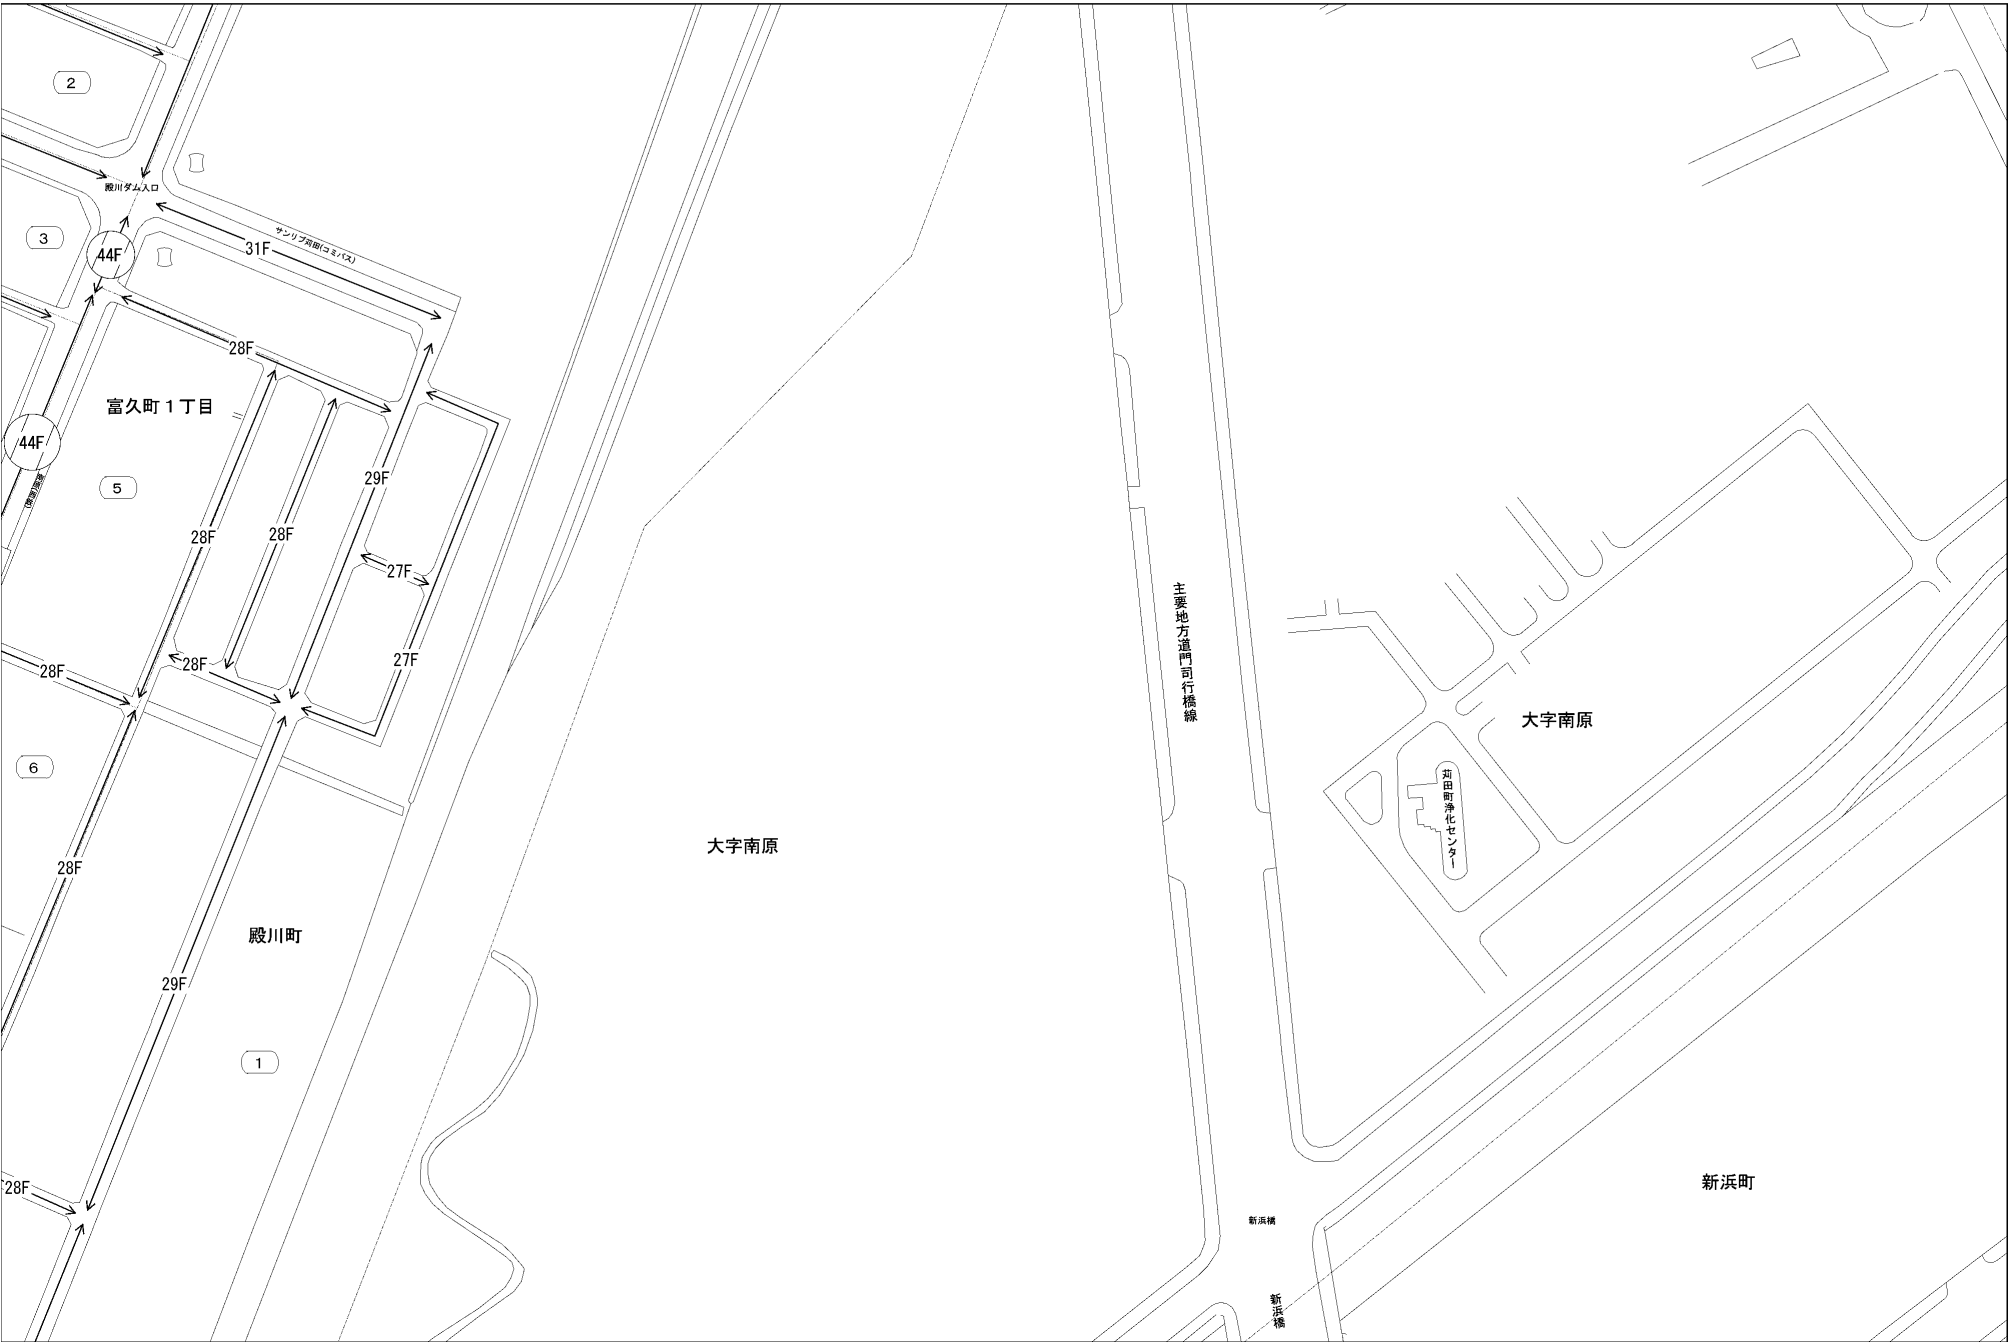 2
殿川ダム入口
3
44F
31F
サンリブ苅田(コミバス)
28F
富久町１丁目
44F
29F
5
28F
28F
27F
28F
28F
27F
主要地方道門司行橋線
大字南原
6
苅田町浄化センター
大字南原
28F
殿川町
29F
1
28F
新浜町
新浜橋
新浜橋